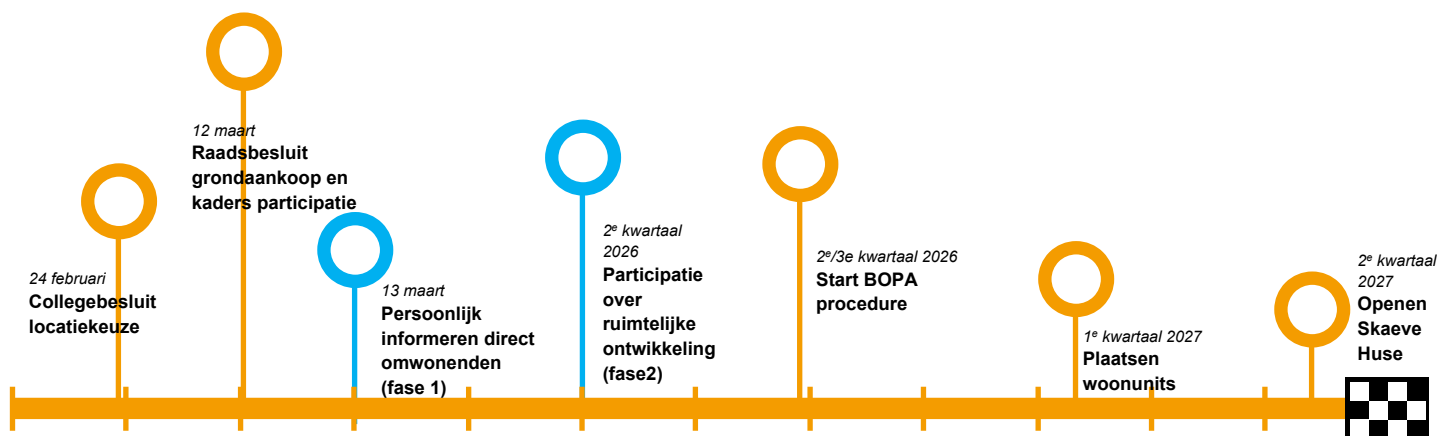 24 februari
Collegebesluit
locatiekeuze
12 maart
Raadsbesluit
grondaankoop en
kaders participatie
13 maart
Persoonlijk
informeren direct
omwonenden
(fase 1)
2e kwartaal
2026
Participatie
over
ruimtelijke
ontwikkeling
(fase2)
2e/3e kwartaal 2026
Start BOPA
procedure
1e kwartaal 2027
Plaatsen
woonunits
2e kwartaal
2027
Openen
Skaeve
Huse